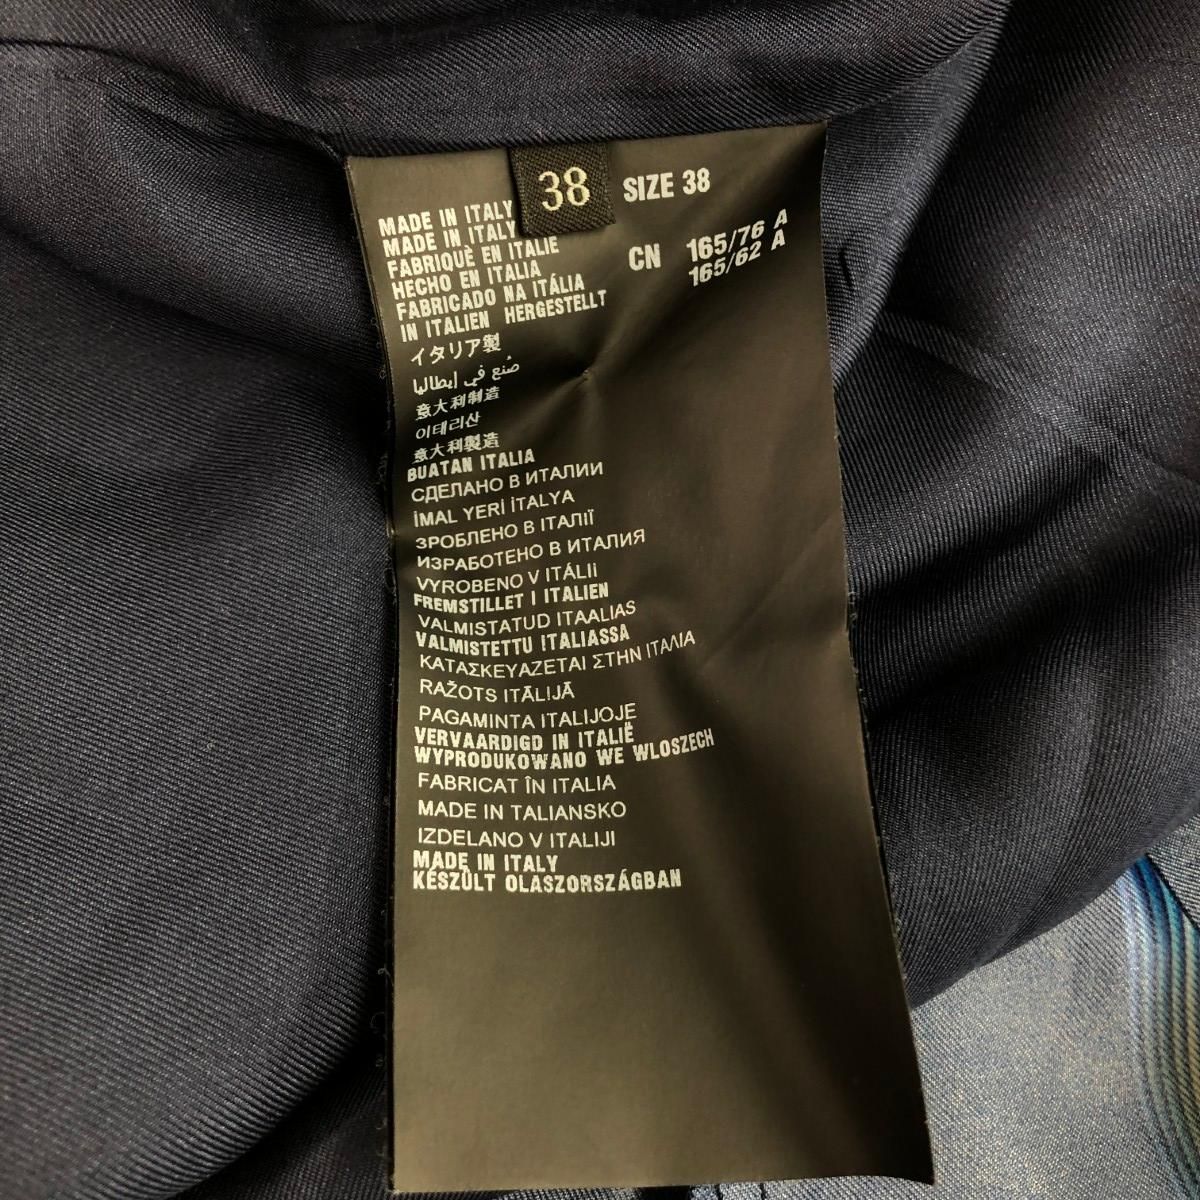 38
SIZE 38
CN 165/76 A
165/62 A
MADE IN ITALY
MADE IN ITALY
FABRIQUÈ EN ITALIE
HECHO EN ITALIA
FABRICADO NA ITÁLIA
IN ITALIEN HERGESTELLT
イタリア製
صنع في إيطاليا
意大利制造
이테리산
意大利製造
BUATAN ITALIA
СДЕЛАНО В ИТАЛИИ
İMAL YERİ İTALYA
ЗРОБЛЕНО В ІТАЛІЇ
ИЗРАБОТЕНО В ИТАЛИЯ
VYROBENO V ITÁLII
FREMSTILLET I ITALIEN
VALMISTATUD ITAALIAS
VALMISTETTU ITALIASSA
ΚΑΤΑΣΚΕΥΑΖΕΤΑΙ ΣΤΗΝ ΙΤΑΛΙΑ
RAŽOTS ITĀLIJĀ
PAGAMINTA ITALIJOJE
VERVAARDIGD IN ITALIË
WYPRODUKOWANO WE WLOSZECH
FABRICAT ÎN ITALIA
MADE IN TALIANSKO
IZDELANO V ITALIJI
MADE IN ITALY
KÉSZÜLT OLASZORSZÁGBAN